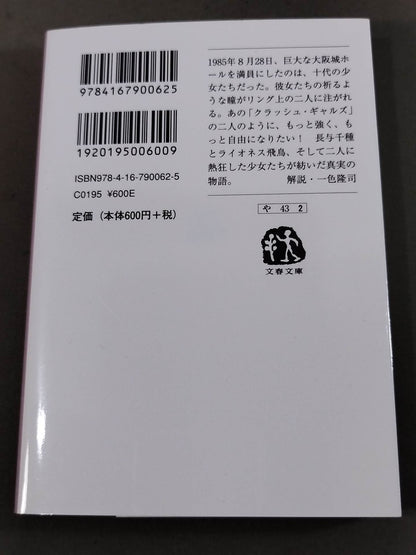 9784167900625
1920195006009
ISBN978-4-16-790062-5
C0195 ¥600E
定価（本体600円＋税）
1985年８月28日、巨大な大阪城ホ
ールを満員にしたのは、十代の少
女たちだった。彼女たちの祈るよ
うな瞳がリング上の二人に注がれ
る。あの「クラッシュ・ギャルズ」
の二人のように、もっと強く、も
っと自由になりたい！　長与千種
とライオネス飛鳥、そして二人に
熱狂した少女たちが紡いだ真実の
物語。　解説・一色隆司
や 43 2
文春文庫